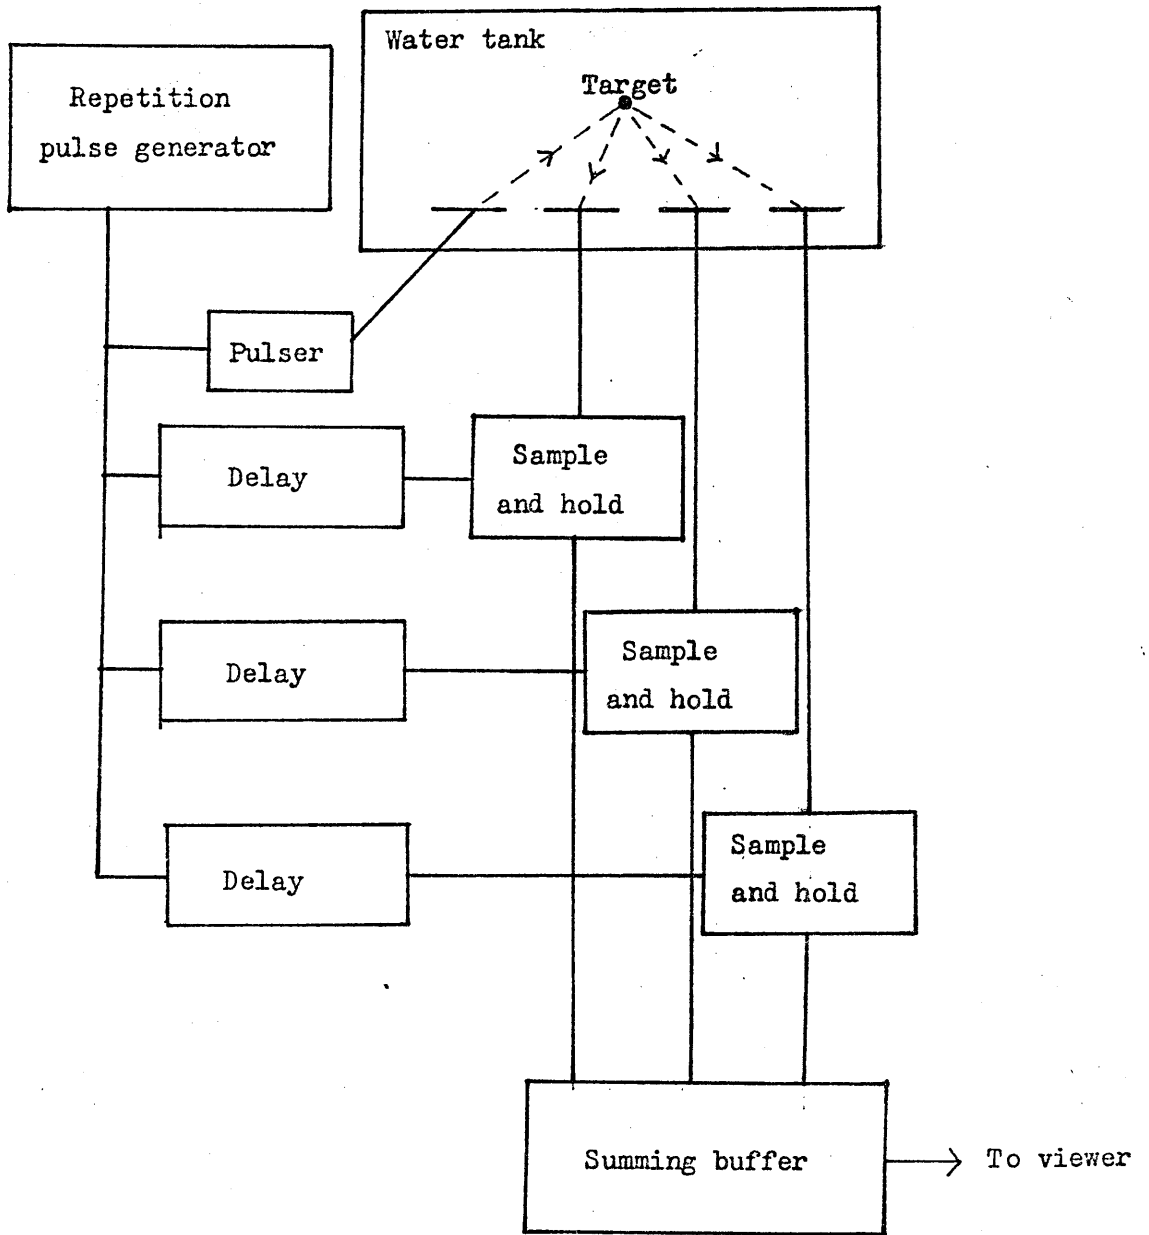 Water tank
Target
Repetition
pulse generator
Pulser
Delay
Sample
and hold
Delay
Sample
and hold
Delay
Sample
and hold
Summing buffer
To viewer